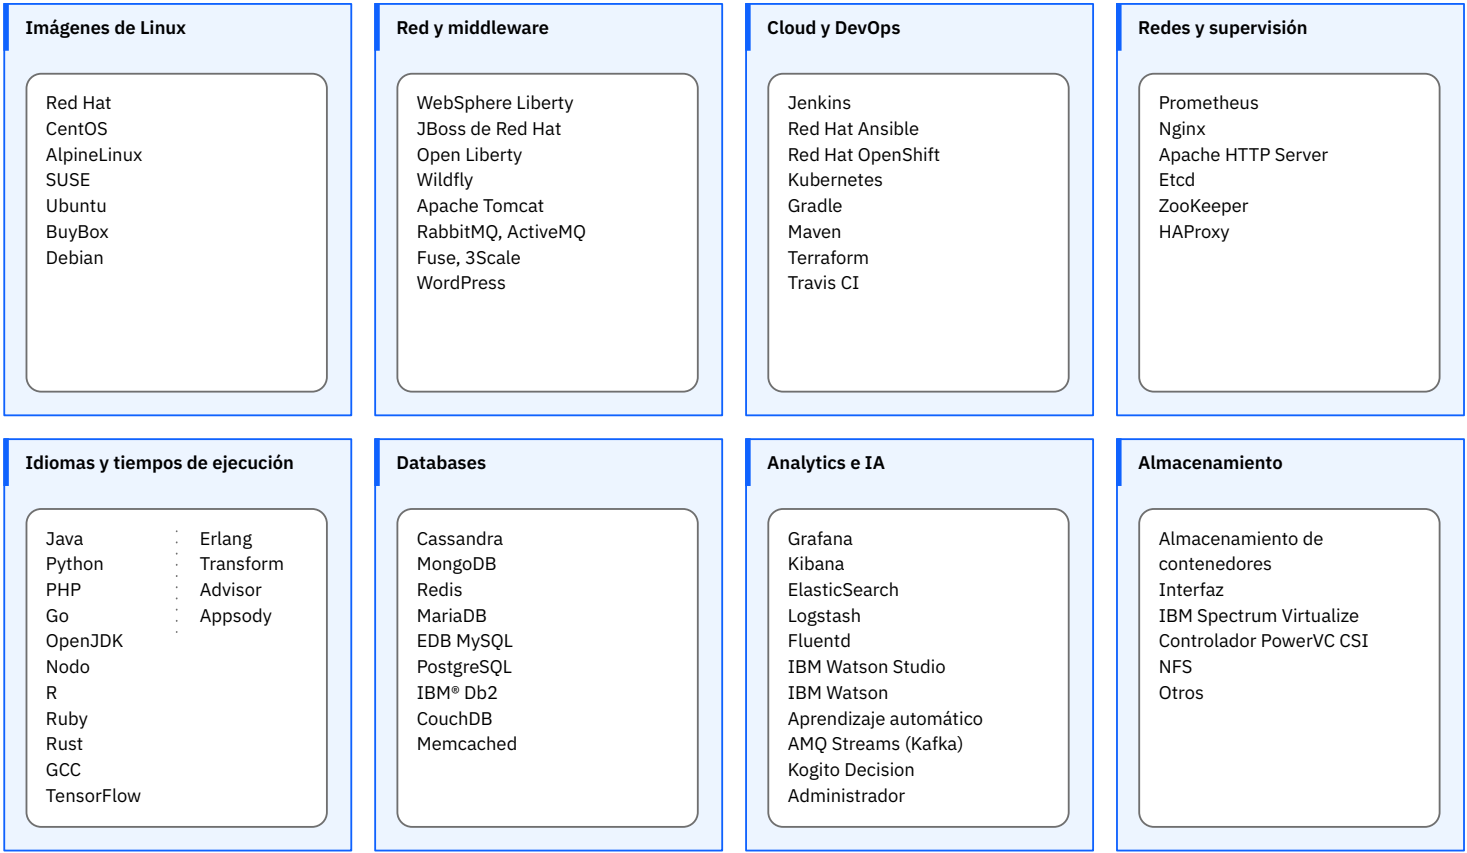 Imágenes de Linux
Red Hat
CentOS
AlpineLinux
SUSE
Ubuntu
BuyBox
Debian
Red y middleware
WebSphere Liberty
JBoss de Red Hat
Open Liberty
Wildfly
Apache Tomcat
RabbitMQ, ActiveMQ
Fuse, 3Scale
WordPress
Cloud y DevOps
Jenkins
Red Hat Ansible
Red Hat OpenShift
Kubernetes
Gradle
Maven
Terraform
Travis CI
Redes y supervisión
Prometheus
Nginx
Apache HTTP Server
Etcd
ZooKeeper
HAProxy
Idiomas y tiempos de ejecución
Java
Python
PHP
Go
OpenJDK
Nodo
R
Ruby
Rust
GCC
TensorFlow
Erlang
Transform
Advisor
Appsody
Databases
Cassandra
MongoDB
Redis
MariaDB
EDB MySQL
PostgreSQL
IBM® Db2
CouchDB
Memcached
Analytics e IA
Grafana
Kibana
ElasticSearch
Logstash
Fluentd
IBM Watson Studio
IBM Watson
Aprendizaje automático
AMQ Streams (Kafka)
Kogito Decision
Administrador
Almacenamiento
Almacenamiento de
contenedores
Interfaz
IBM Spectrum Virtualize
Controlador PowerVC CSI
NFS
Otros